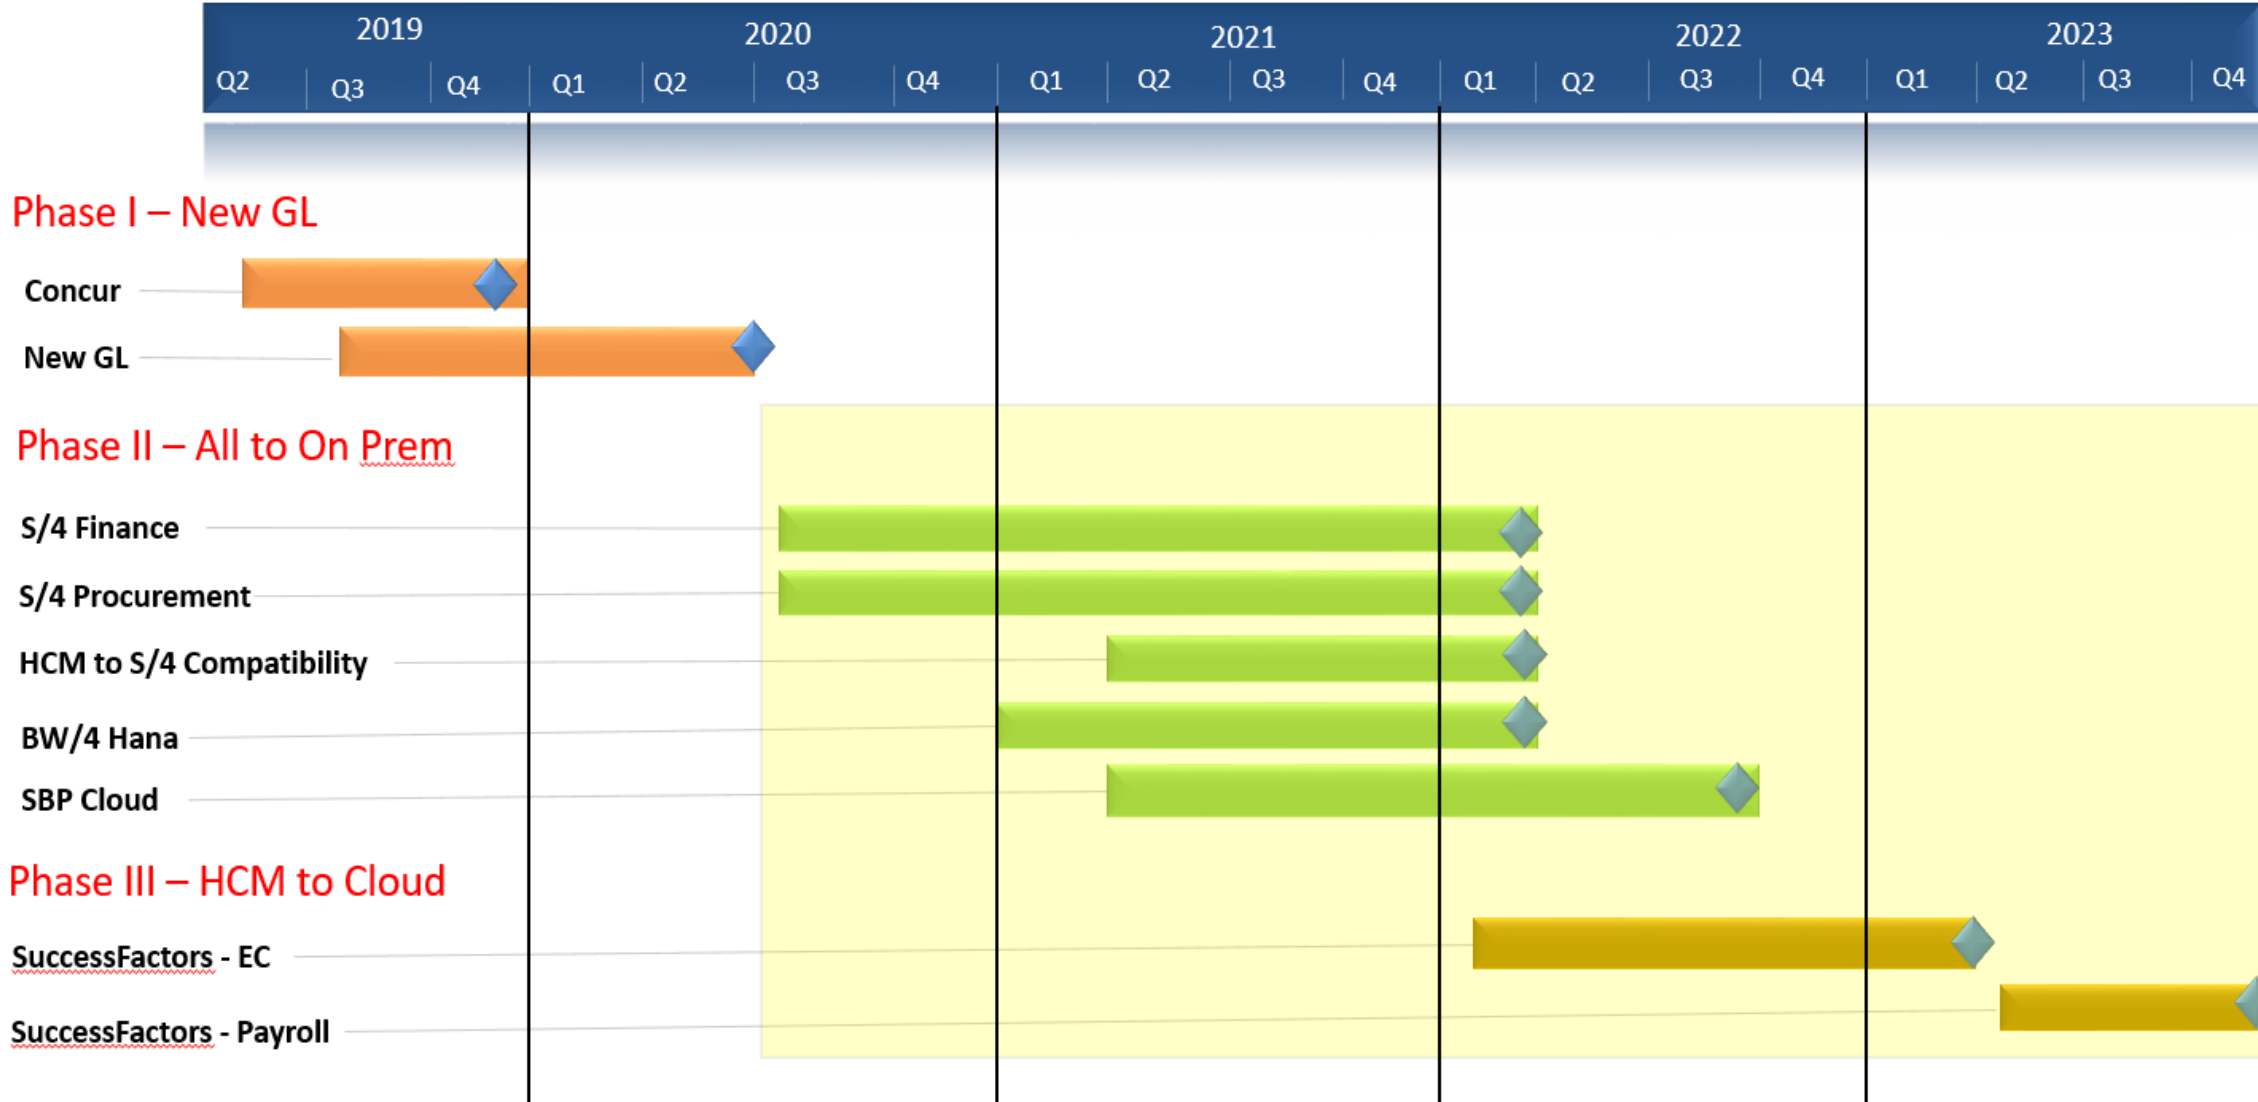 2019 2020 2021 2022 2023
Q2 Q3 Q4 Q1 Q2 Q3 Q4 Q1 Q2 Q3 Q4 Q1 Q2 Q3 Q4 Q1 Q2 Q3 Q4
Phase I – New GL
Concur
New GL
Phase II – All to On Prem
S/4 Finance
S/4 Procurement
HCM to S/4 Compatibility
BW/4 Hana
SBP Cloud
Phase III – HCM to Cloud
SuccessFactors - EC
SuccessFactors - Payroll